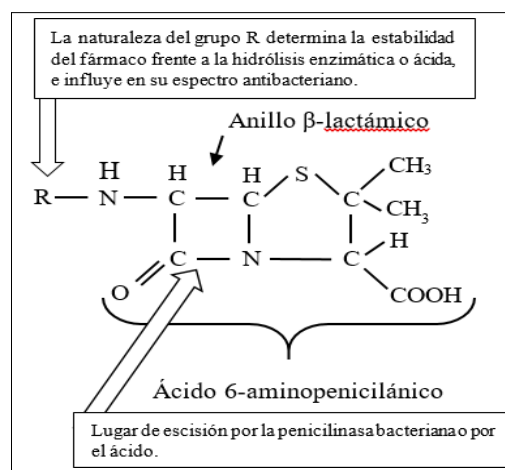 La naturaleza del grupo R determina la estabilidad
del fármaco frente a la hidrólisis enzimática o ácida,
e influye en su espectro antibacteriano.
Anillo β-lactámico
H H H S CH3
R N C C C CH3
H
C N C
O COOH
Ácido 6-aminopenicilánico
Lugar de escisión por la penicilinasa bacteriana o por
el ácido.